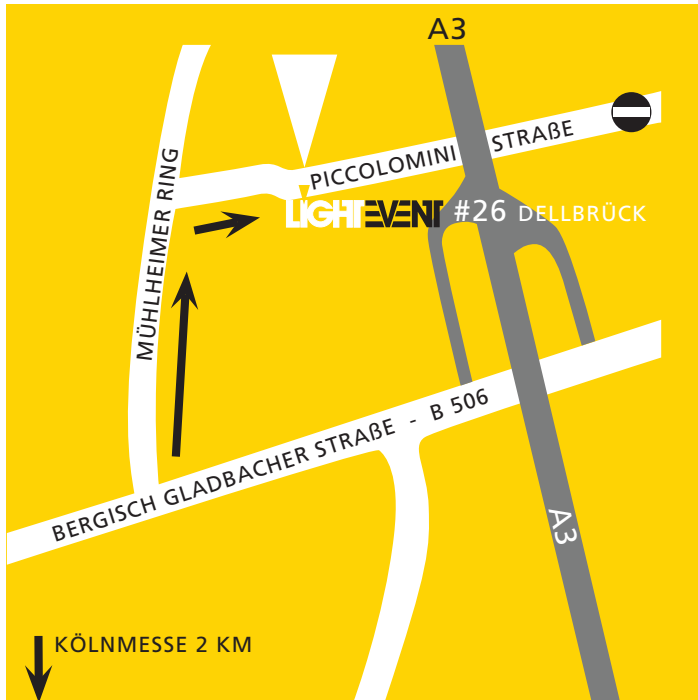 A3
PICCOLOMINI STRAßE
MÜHLHEIMER RING
LIGHTEVENT #26 DELLBRÜCK
BERGISCH GLADBACHER STRAßE - B 506
A3
KÖLNMESSE 2 KM